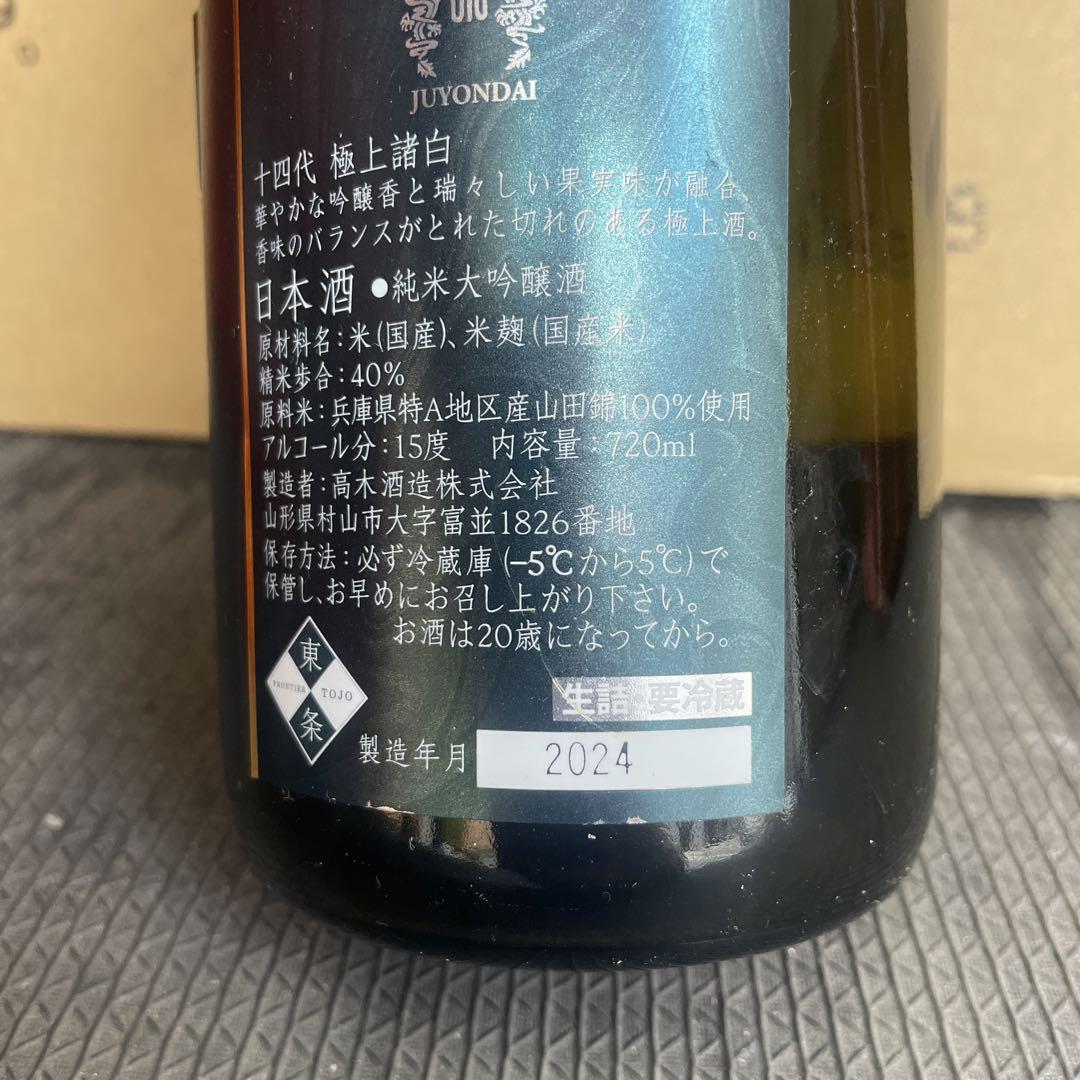 JUYONDAI
十四代 極上諸白
華やかな吟醸香と瑞々しい果実味が融合、
香味のバランスがとれた切れのある極上酒。
日本酒 ●純米大吟醸酒
原材料名:米(国産)、米麹(国産米)
精米歩合:40%
原料米:兵庫県特A地区産山田錦100%使用
アルコール分:15度 内容量:720ml
製造者:高木酒造株式会社
山形県村山市大字富並1826番地
保存方法:必ず冷蔵庫(−5℃から5℃)で
保管し、お早めにお召し上がり下さい。
お酒は20歳になってから。
東
FRONTIER TOJO
条
生詰 要冷蔵
製造年月 2024